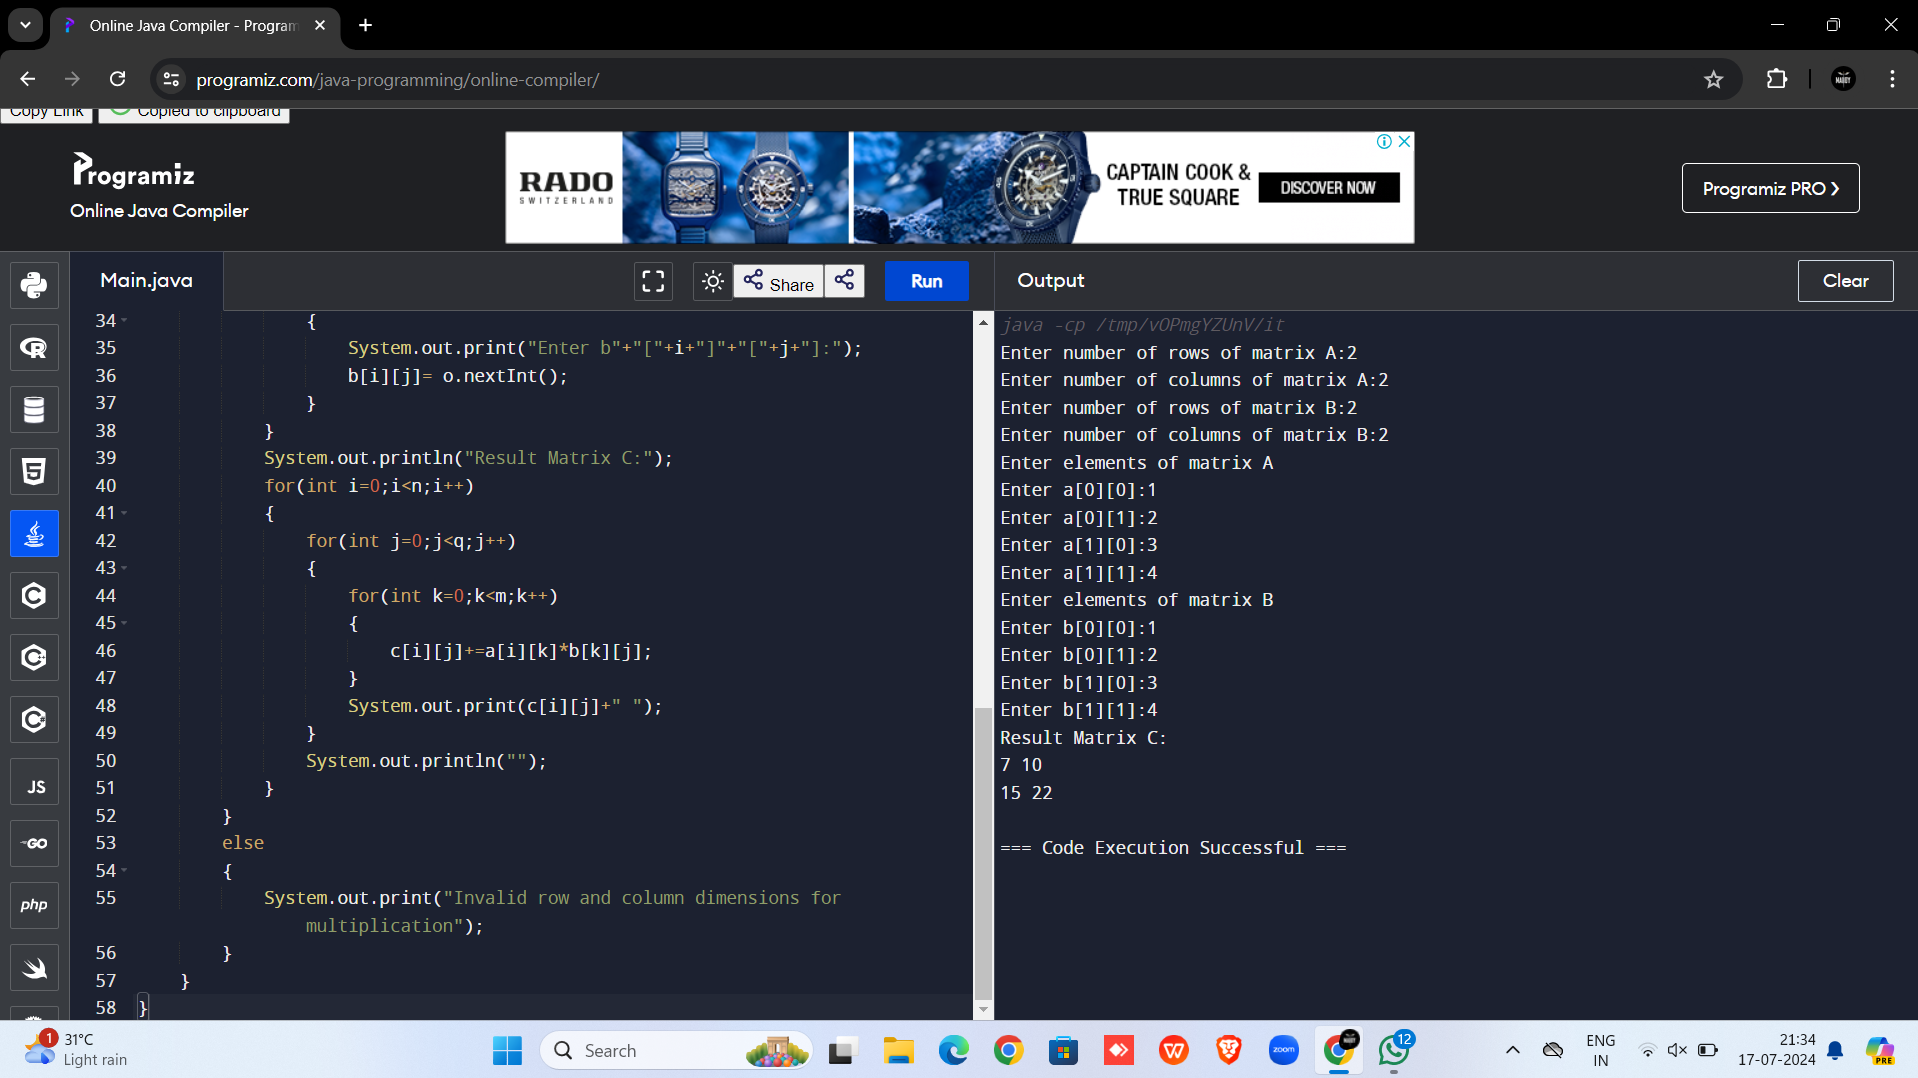 Online Java Compiler - Program
programiz.com/java-programming/online-compiler/
Copy Link
Copied to clipboard
Programiz
Online Java Compiler
RADO
SWITZERLAND
CAPTAIN COOK &
TRUE SQUARE
DISCOVER NOW
Programiz PRO
Main.java
Share
Run
Output
Clear
34 {
35 System.out.print("Enter b"+"["+i+"]"+"["+j+"]:");
36 b[i][j]= o.nextInt();
37 }
38 }
39 System.out.println("Result Matrix C:");
40 for(int i=0;i<n;i++)
41 {
42 for(int j=0;j<q;j++)
43 {
44 for(int k=0;k<m;k++)
45 {
46 c[i][j]+=a[i][k]*b[k][j];
47 }
48 System.out.print(c[i][j]+" ");
49 }
50 System.out.println("");
51 }
52 }
53 else
54 {
55 System.out.print("Invalid row and column dimensions for
multiplication");
56 }
57 }
58 }
java -cp /tmp/vOPmgYZUnV/it
Enter number of rows of matrix A:2
Enter number of columns of matrix A:2
Enter number of rows of matrix B:2
Enter number of columns of matrix B:2
Enter elements of matrix A
Enter a[0][0]:1
Enter a[0][1]:2
Enter a[1][0]:3
Enter a[1][1]:4
Enter elements of matrix B
Enter b[0][0]:1
Enter b[0][1]:2
Enter b[1][0]:3
Enter b[1][1]:4
Result Matrix C:
7 10
15 22
=== Code Execution Successful ===
R
5
C
C
C
JS
GO
php
1
31°C
Light rain
Search
W
zoom
12
ENG
IN
21:34
17-07-2024
PRE